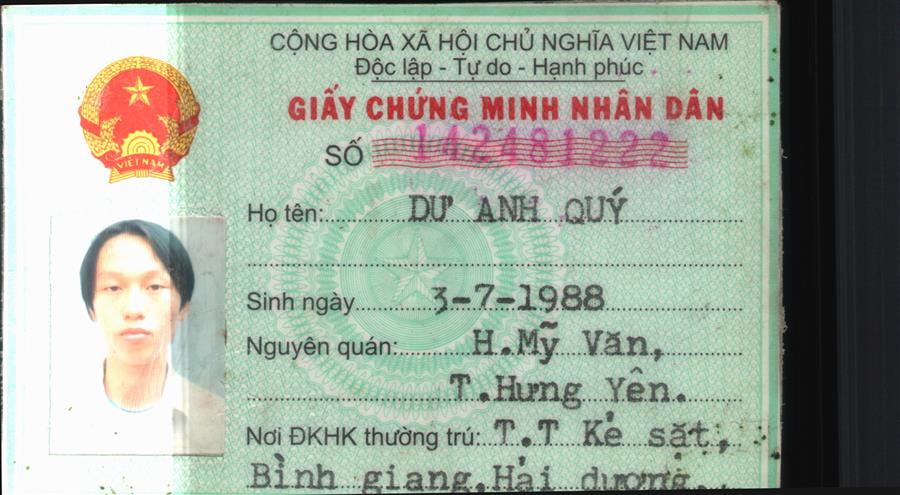 CỘNG HÒA XÃ HỘI CHỦ NGHĨA VIỆT NAM
Độc lập - Tự do - Hạnh phúc
GIẤY CHỨNG MINH NHÂN DÂN
SỐ 142481222
VIỆT NAM
Họ tên: DƯ ANH QUÝ
Sinh ngày 3-7-1988
Nguyên quán: H.Mỹ Văn,
T.Hưng Yên.
Nơi ĐKHK thường trú: T.T Kẻ sặt,
Bình giang, Hải dương.